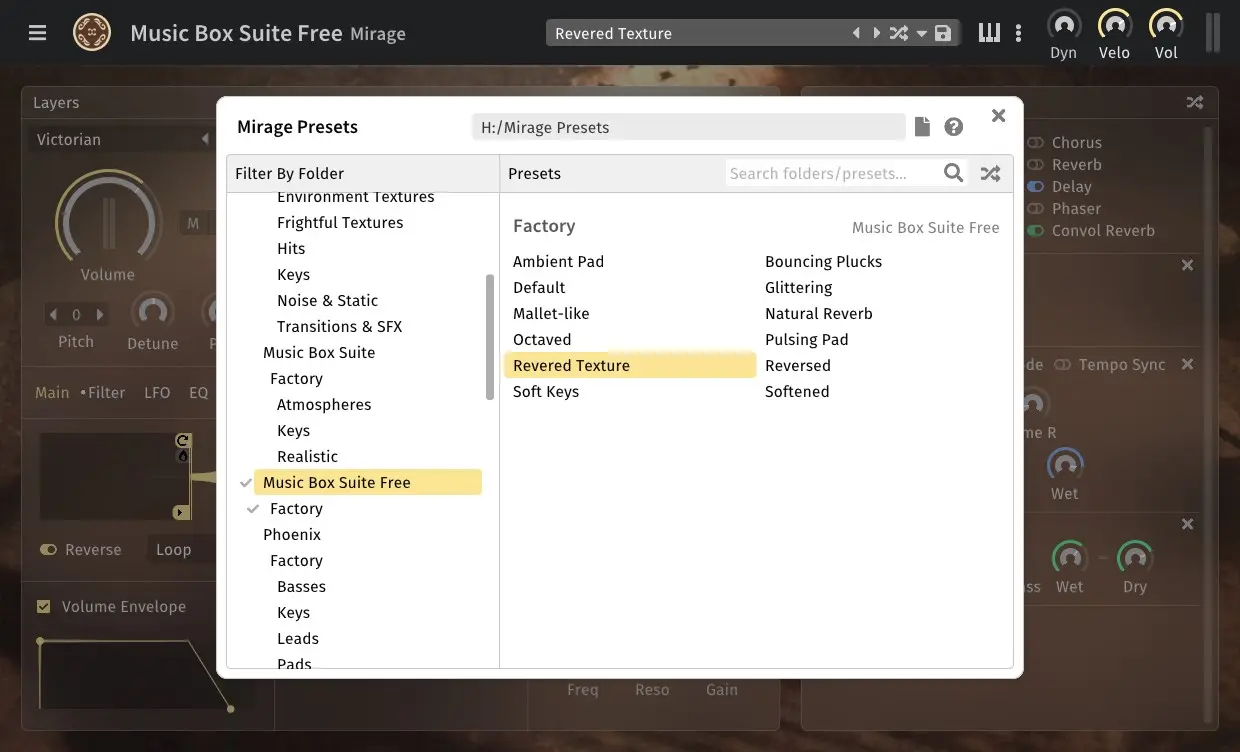 Music Box Suite Free Mirage
Revered Texture
Dyn Velo Vol
Layers
Victorian
M
Volume
0
Pitch
Detune
Main •Filter LFO EQ
Reverse Loop
Volume Envelope
Mirage Presets
H:/Mirage Presets
Filter By Folder
Environment Textures
Frightful Textures
Hits
Keys
Noise & Static
Transitions & SFX
Music Box Suite
Factory
Atmospheres
Keys
Realistic
Music Box Suite Free
Factory
Phoenix
Factory
Basses
Keys
Leads
Pads
Presets
Search folders/presets...
Factory Music Box Suite Free
Ambient Pad Bouncing Plucks
Default Glittering
Mallet-like Natural Reverb
Octaved Pulsing Pad
Revered Texture Reversed
Soft Keys Softened
Chorus
Reverb
Delay
Phaser
Convol Reverb
de Tempo Sync
me R
Wet
ss Wet Dry
Freq Reso Gain